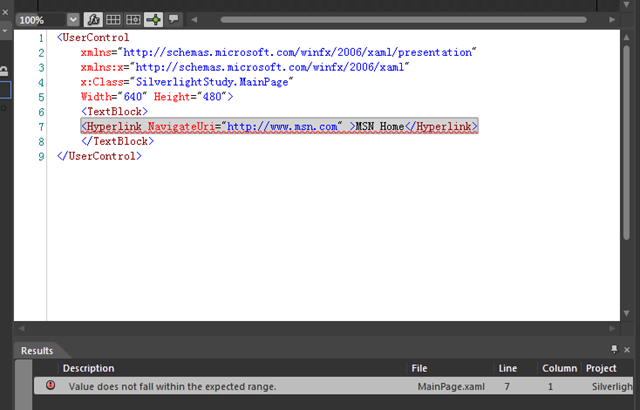 100%
1 <UserControl
2 xmlns="http://schemas.microsoft.com/winfx/2006/xaml/presentation"
3 xmlns:x="http://schemas.microsoft.com/winfx/2006/xaml"
4 x:Class="SilverlightStudy.MainPage"
5 Width="640" Height="480">
6 <TextBlock>
7 <Hyperlink NavigateUri="http://www.msn.com" >MSN Home</Hyperlink>
8 </TextBlock>
9 </UserControl>
Results
Description File Line Column Project
Value does not fall within the expected range. MainPage.xaml 7 1 Silverligh